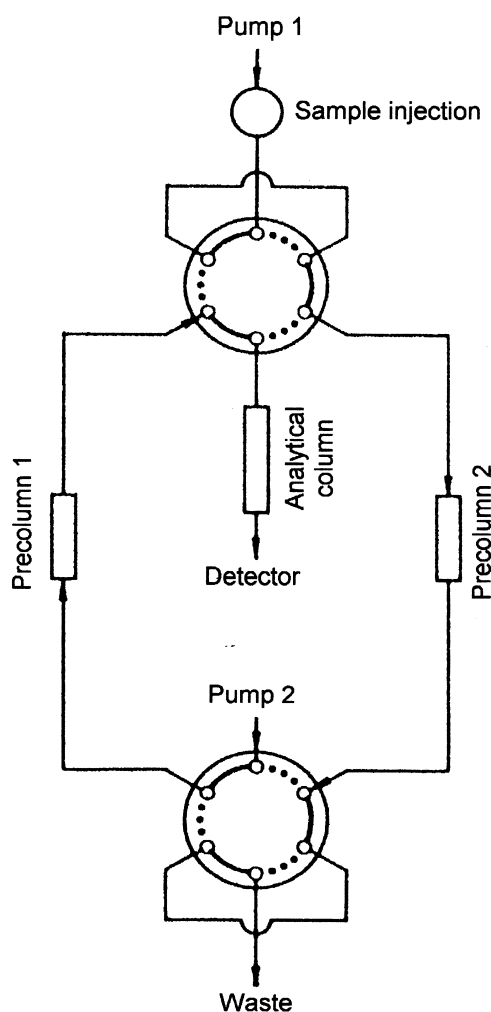 Pump 1
Sample injection
Analytical
column
Precolumn 1
Precolumn 2
Detector
Pump 2
Waste